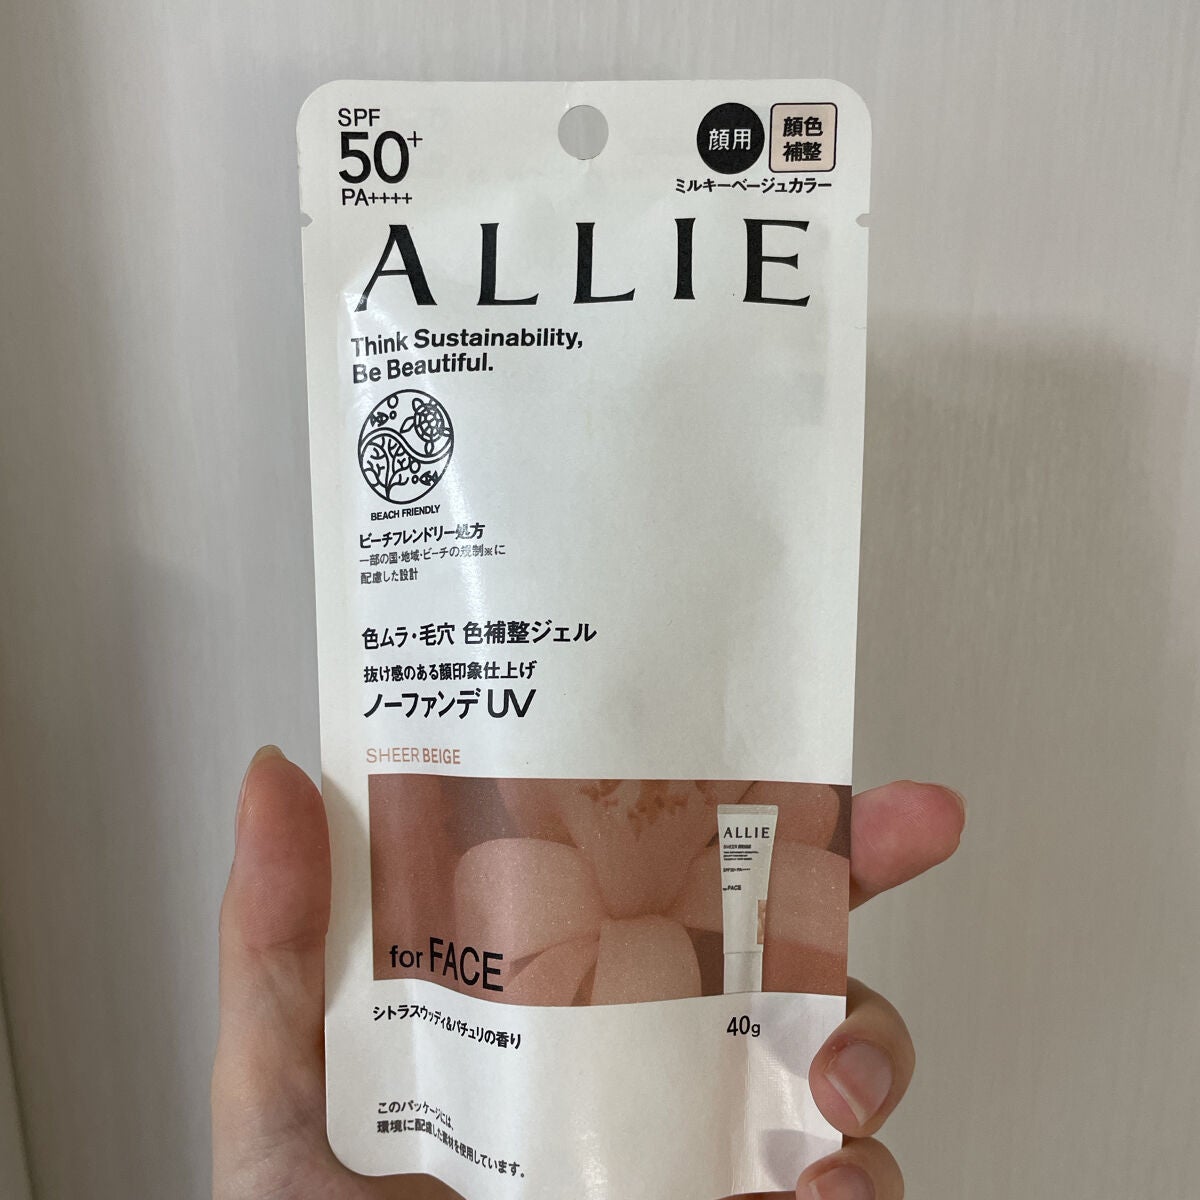 SPF
50+
PA++++
顔用
顔色
補整
ミルキーベージュカラー
ALLIE
Think Sustainability,
Be Beautiful.
BEACH FRIENDLY
ビーチフレンドリー処方
一部の国・地域・ビーチの規制※に
配慮した設計
色ムラ・毛穴 色補整ジェル
抜け感のある顔印象仕上げ
ノーファンデUV
SHEER BEIGE
ALLIE
SPF50+PA++++
for FACE
for FACE
シトラスウッディ&パチュリの香り
40g
このパッケージには、
環境に配慮した素材を使用しています。